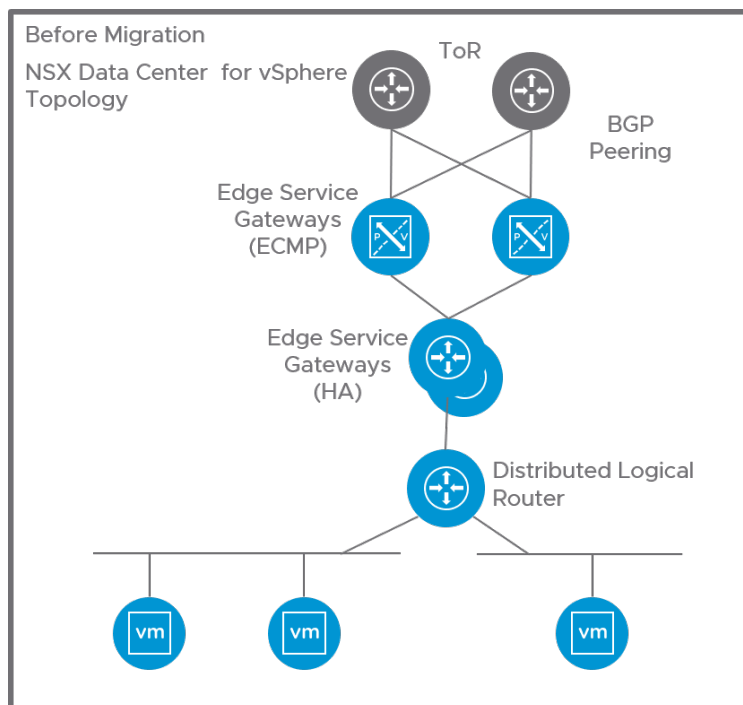 Before Migration
NSX Data Center for vSphere
Topology
ToR
BGP
Peering
Edge Service
Gateways
(ECMP)
P V
P V
Edge Service
Gateways
(HA)
Distributed Logical
Router
vm
vm
vm